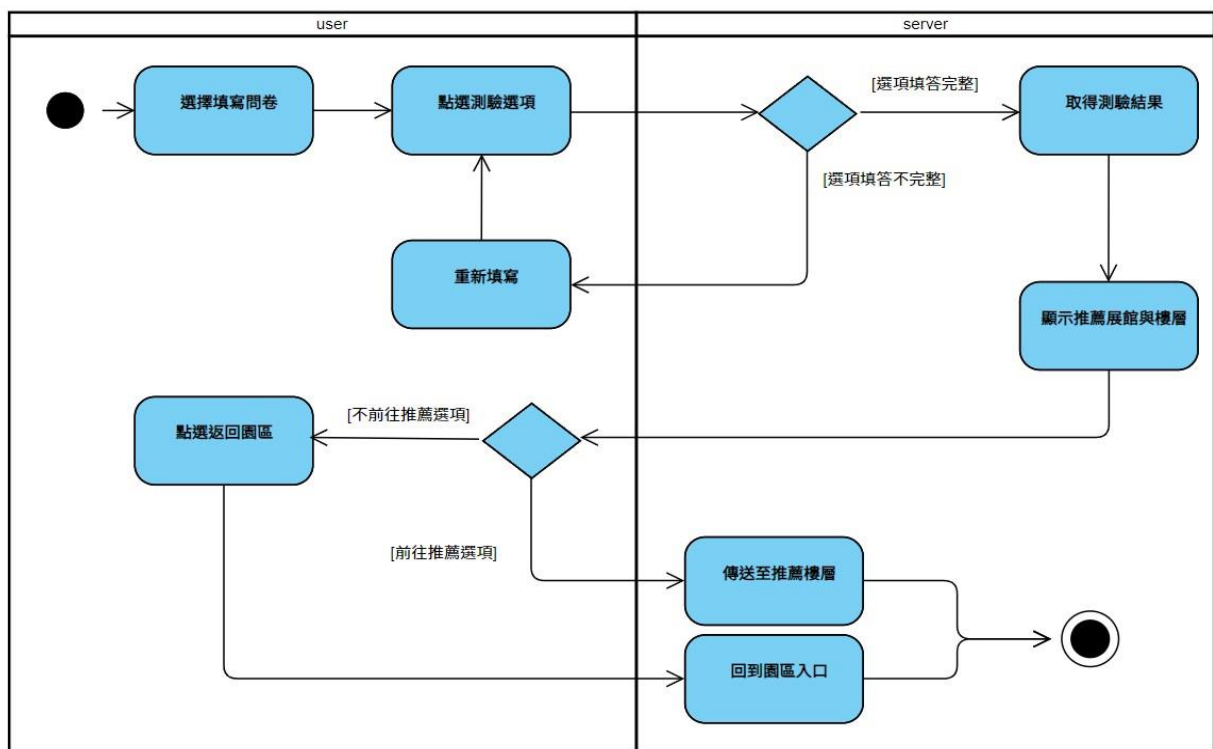 user
server
選擇填寫問卷
點選測驗選項
[選項填答完整]
取得測驗結果
[選項填答不完整]
重新填寫
顯示推薦展館與樓層
點選返回園區
[不前往推薦選項]
[前往推薦選項]
傳送至推薦樓層
回到園區入口